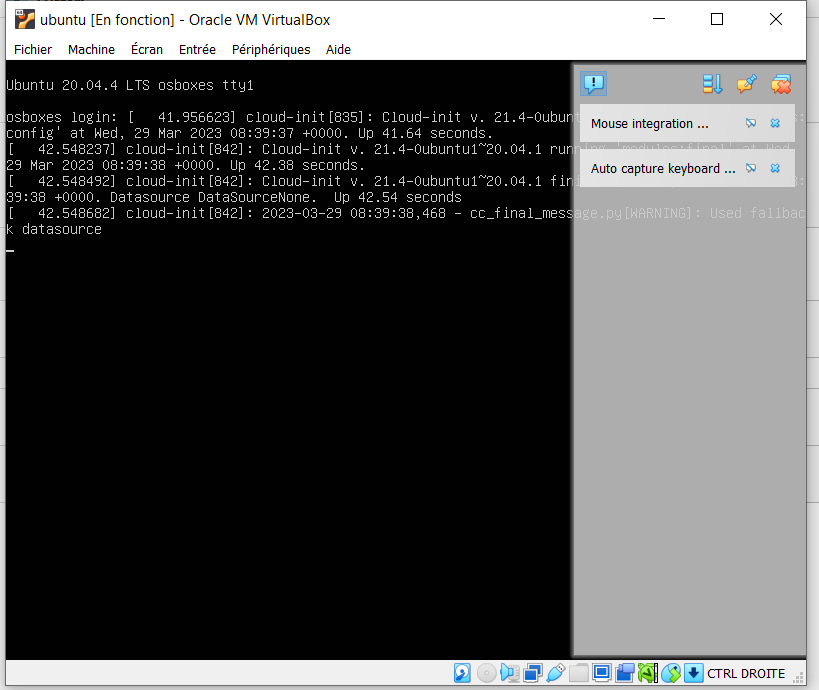 ubuntu [En fonction] - Oracle VM VirtualBox
Fichier Machine Écran Entrée Périphériques Aide
Ubuntu 20.04.4 LTS osboxes tty1
osboxes login: [   41.956623] cloud-init[835]: Cloud-init v. 21.4-0ubunt
config' at Wed, 29 Mar 2023 08:39:37 +0000. Up 41.64 seconds.
[   42.548237] cloud-init[842]: Cloud-init v. 21.4-0ubuntu1~20.04.1 running 'modules:final' at Wed,
29 Mar 2023 08:39:38 +0000. Up 42.38 seconds.
[   42.548492] cloud-init[842]: Cloud-init v. 21.4-0ubuntu1~20.04.1 fini
39:38 +0000. Datasource DataSourceNone.  Up 42.54 seconds
[   42.548682] cloud-init[842]: 2023-03-29 08:39:38,468 - cc_final_message.py[WARNING]: Used fallbac
k datasource
Mouse integration ...
Auto capture keyboard ...
CTRL DROITE